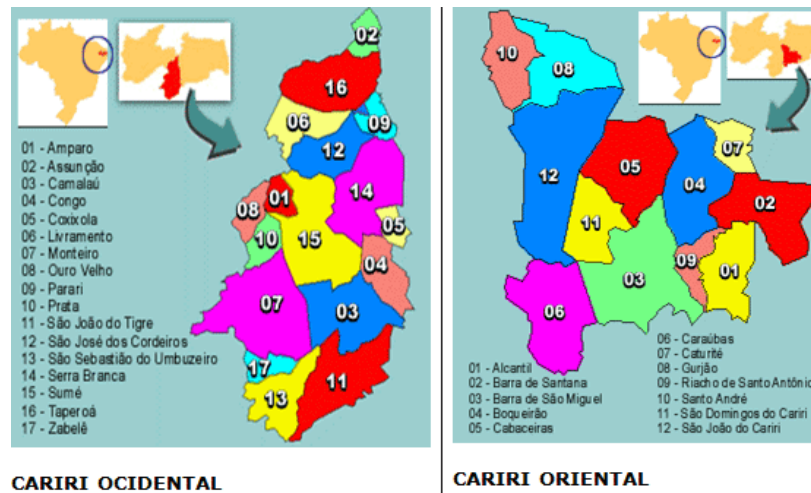 02
16
06
09
12
14
01
08
05
10
15
04
07
03
17
11
13
01 - Amparo
02 - Assunção
03 - Camalaú
04 - Congo
05 - Coxixola
06 - Livramento
07 - Monteiro
08 - Ouro Velho
09 - Parari
10 - Prata
11 - São João do Tigre
12 - São José dos Cordeiros
13 - São Sebastião do Umbuzeiro
14 - Serra Branca
15 - Sumé
16 - Taperoá
17 - Zabelê
CARIRI OCIDENTAL
10
08
07
05
12
04
02
11
09
01
03
06
01 - Alcantil
02 - Barra de Santana
03 - Barra de São Miguel
04 - Boqueirão
05 - Cabaceiras
06 - Caraúbas
07 - Caturité
08 - Gurjão
09 - Riacho de Santo Antônio
10 - Santo André
11 - São Domingos do Cariri
12 - São João do Cariri
CARIRI ORIENTAL